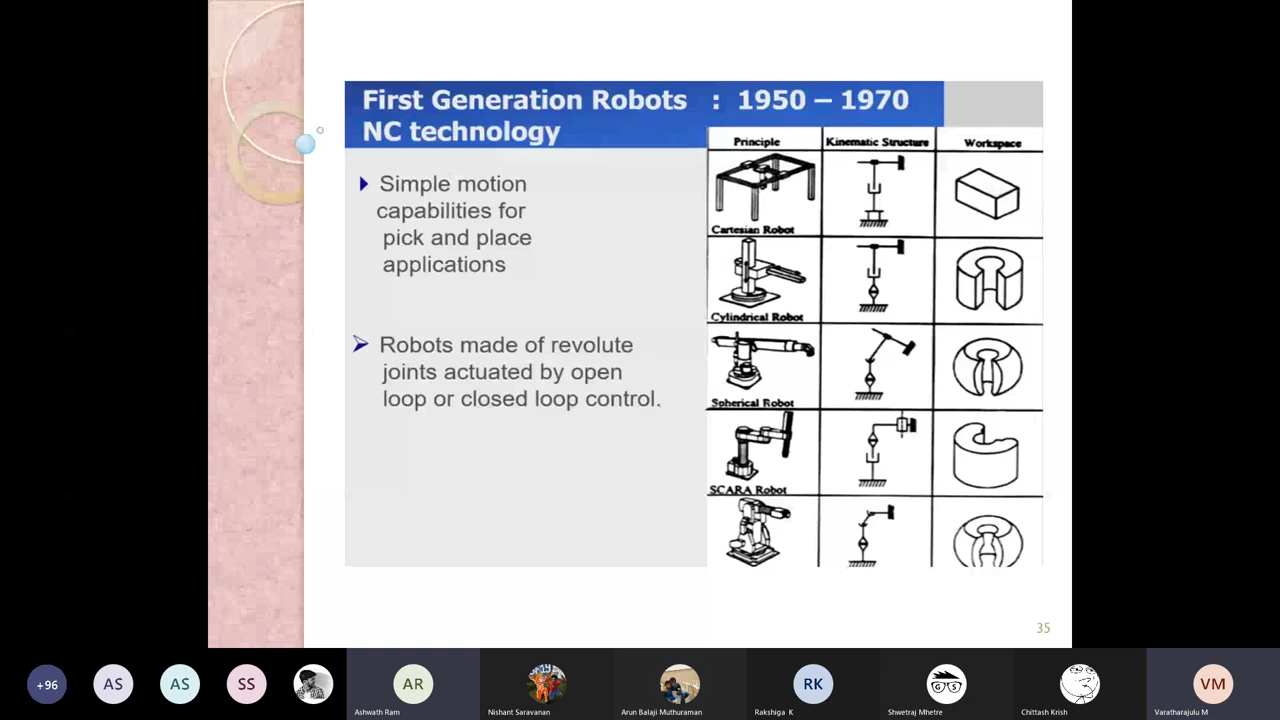 First Generation Robots : 1950 – 1970
NC technology
Simple motion
capabilities for
pick and place
applications
Robots made of revolute
joints actuated by open
loop or closed loop control.
Principle Kinematic Structure Workspace
Cartesian Robot
Cylindrical Robot
Spherical Robot
SCARA Robot
35
+96 AS AS SS AR RK GS VM
Ashwath Ram Nishant Saravanan Arun Balaji Muthuraman Rakshiga K Shwetraj Mhetre Chittash Krish Varatharajulu M